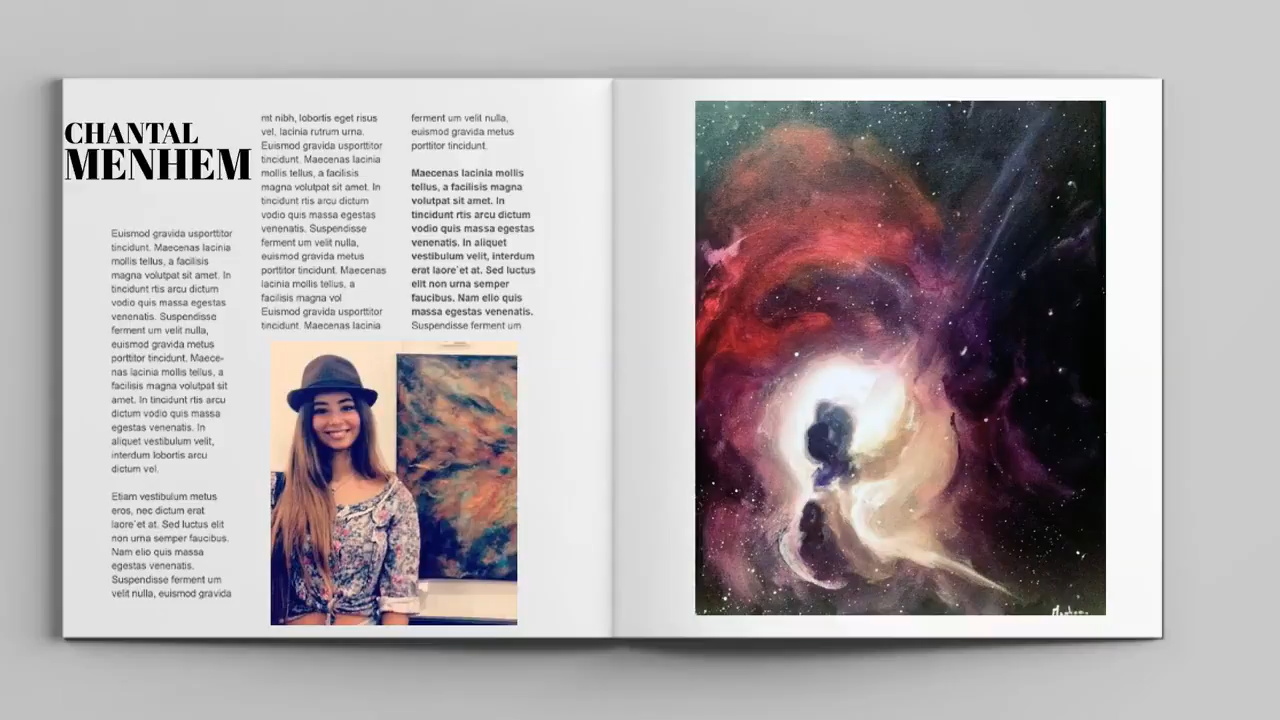 CHANTAL
MENHEM
Euismod gravida usporttitor
tincidunt. Maecenas lacinia
mollis tellus, a facilisis
magna volutpat sit amet. In
tincidunt rtis arcu dictum
vodio quis massa egestas
venenatis. Suspendisse
ferment um velit nulla,
euismod gravida metus
porttitor tincidunt. Maece-
nas lacinia mollis tellus, a
facilisis magna volutpat sit
amet. In tincidunt rtis arcu
dictum vodio quis massa
egestas venenatis. In
aliquet vestibulum velit,
interdum lobortis arcu
dictum vel.
Etiam vestibulum metus
eros, nec dictum erat
laore`et at. Sed luctus elit
non urna semper faucibus.
Nam elio quis massa
egestas venenatis.
Suspendisse ferment um
velit nulla, euismod gravida
mt nibh, lobortis eget risus
vel, lacinia rutrum urna.
Euismod gravida usporttitor
tincidunt. Maecenas lacinia
mollis tellus, a facilisis
magna volutpat sit amet. In
tincidunt rtis arcu dictum
vodio quis massa egestas
venenatis. Suspendisse
ferment um velit nulla,
euismod gravida metus
porttitor tincidunt. Maecenas
lacinia mollis tellus, a
facilisis magna vol
Euismod gravida usporttitor
tincidunt. Maecenas lacinia
ferment um velit nulla,
euismod gravida metus
porttitor tincidunt.
Maecenas lacinia mollis
tellus, a facilisis magna
volutpat sit amet. In
tincidunt rtis arcu dictum
vodio quis massa egestas
venenatis. In aliquet
vestibulum velit, interdum
erat laore`et at. Sed luctus
elit non urna semper
faucibus. Nam elio quis
massa egestas venenatis.
Suspendisse ferment um